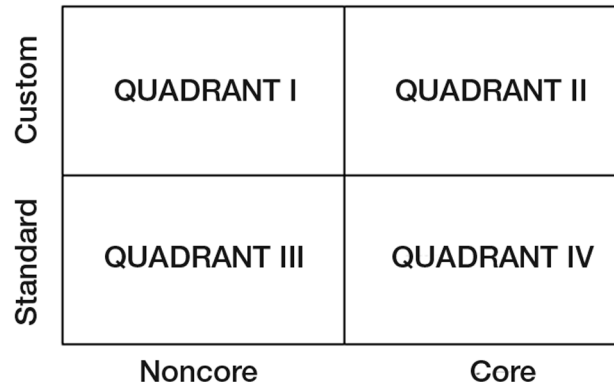 Custom
QUADRANT I
QUADRANT II
Standard
QUADRANT III
QUADRANT IV
Noncore
Core